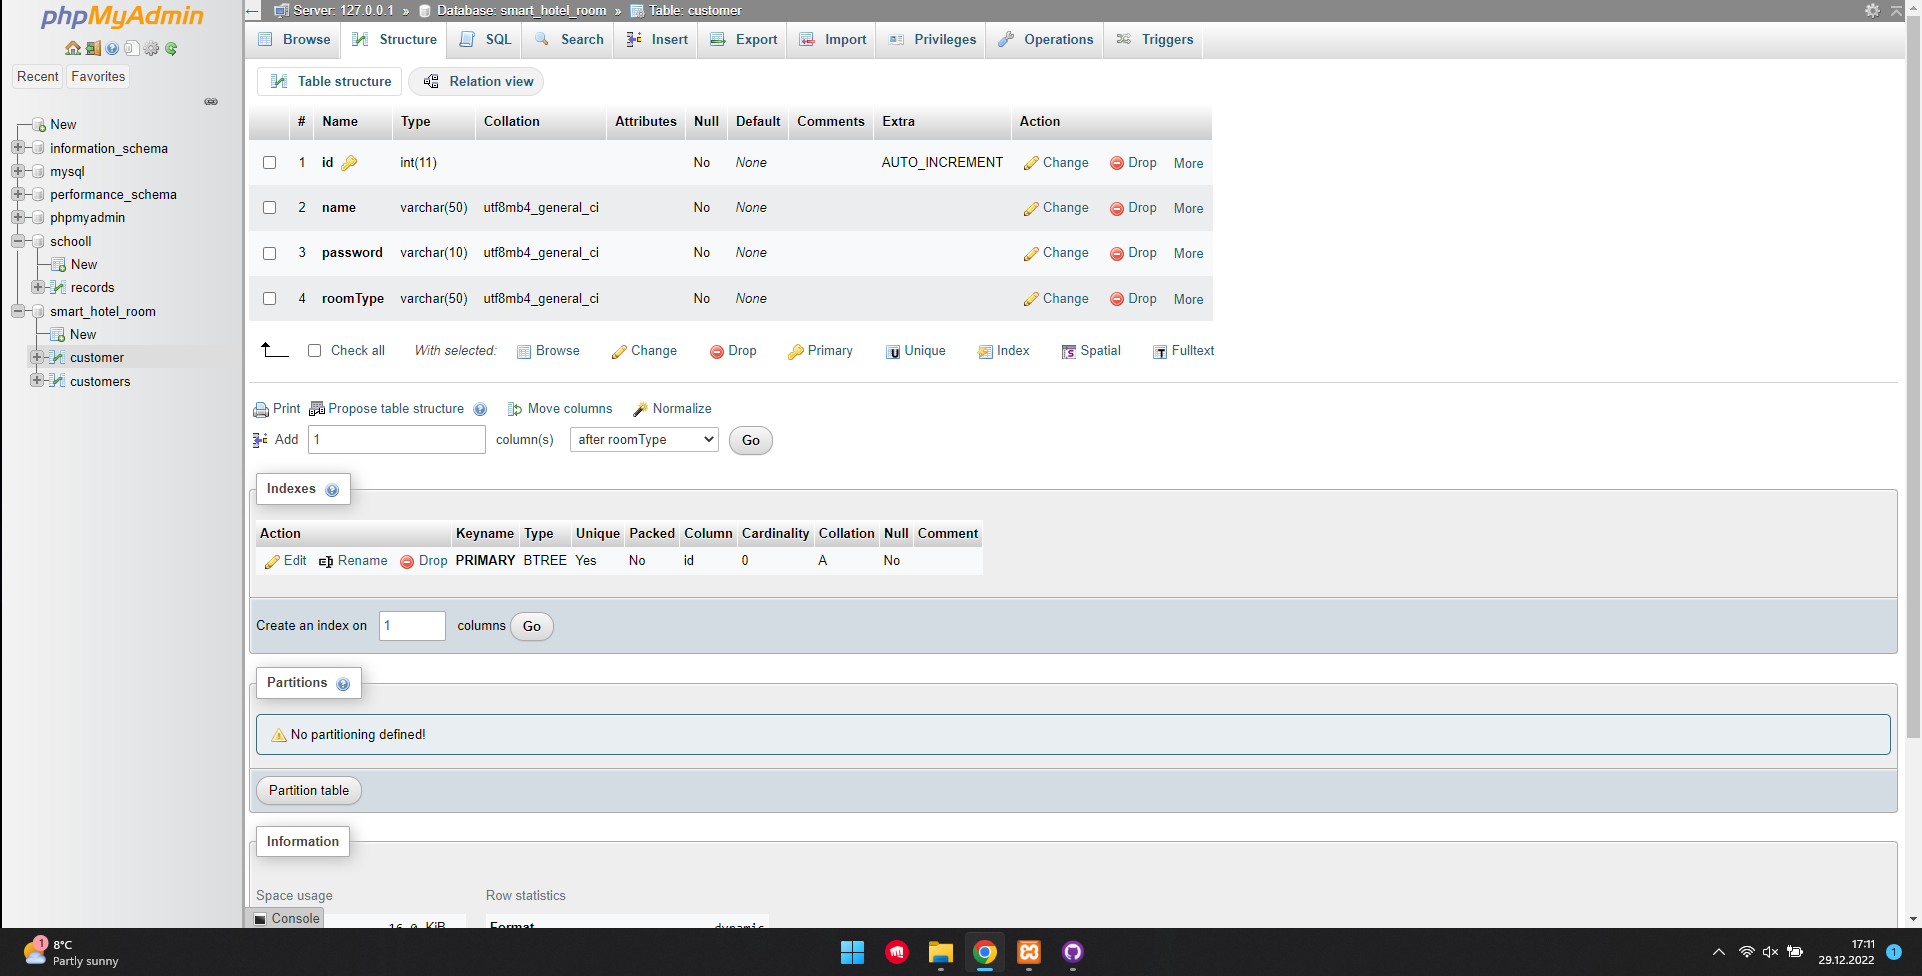 phpMyAdmin
Recent Favorites
New
information_schema
mysql
performance_schema
phpmyadmin
schooll
New
records
smart_hotel_room
New
customer
customers
Server: 127.0.0.1 » Database: smart_hotel_room » Table: customer
Browse Structure SQL Search Insert Export Import Privileges Operations Triggers
Table structure Relation view
# Name Type Collation Attributes Null Default Comments Extra Action
1 id int(11) No None AUTO_INCREMENT Change Drop More
2 name varchar(50) utf8mb4_general_ci No None Change Drop More
3 password varchar(10) utf8mb4_general_ci No None Change Drop More
4 roomType varchar(50) utf8mb4_general_ci No None Change Drop More
Check all With selected: Browse Change Drop Primary Unique Index Spatial Fulltext
Print Propose table structure Move columns Normalize
Add 1 column(s) after roomType Go
Indexes
Action Keyname Type Unique Packed Column Cardinality Collation Null Comment
Edit Rename Drop PRIMARY BTREE Yes No id 0 A No
Create an index on 1 columns Go
Partitions
No partitioning defined!
Partition table
Information
Space usage Row statistics
Console 16.0 KiB Format dynamic
1 8°C
Partly sunny
17:11
29.12.2022
1